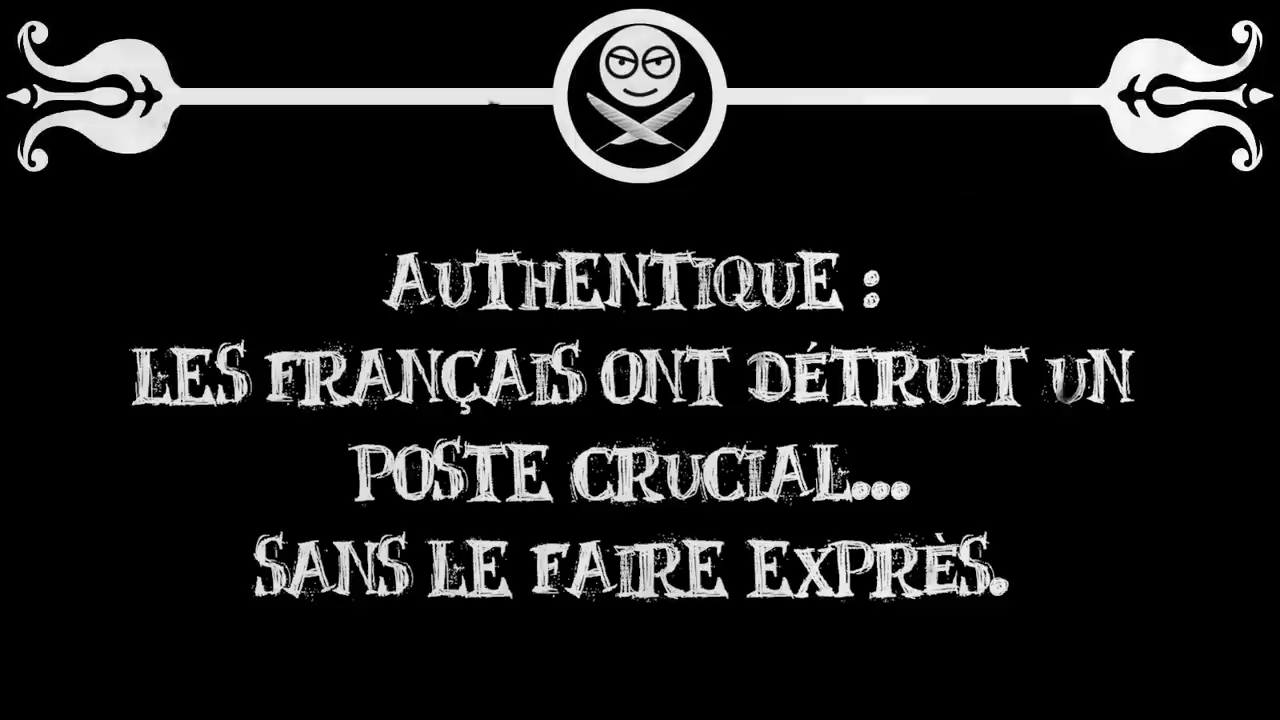 AUTHENTIQUE :
LES FRANÇAIS ONT DÉTRUIT UN
POSTE CRUCIAL...
SANS LE FAIRE EXPRÈS.